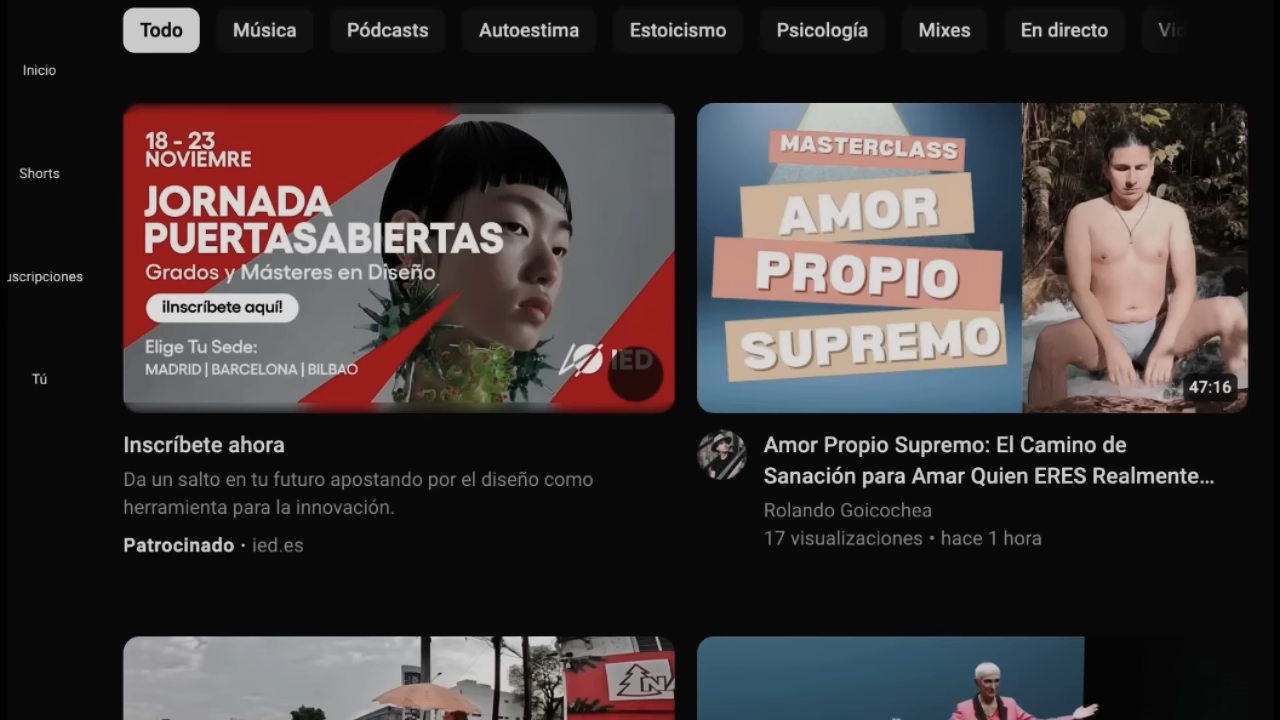 Todo
Música
Pódcasts
Autoestima
Estoicismo
Psicología
Mixes
En directo
Inicio
Shorts
uscripciones
Tú
18 - 23
NOVIEMRE
JORNADA
PUERTASABIERTAS
Grados y Másteres en Diseño
¡Inscríbete aquí!
Elige Tu Sede:
MADRID | BARCELONA | BILBAO
IED
MASTERCLASS
AMOR
PROPIO
SUPREMO
47:16
Inscríbete ahora
Da un salto en tu futuro apostando por el diseño como
herramienta para la innovación.
Patrocinado · ied.es
Amor Propio Supremo: El Camino de
Sanación para Amar Quien ERES Realmente...
Rolando Goicochea
17 visualizaciones • hace 1 hora